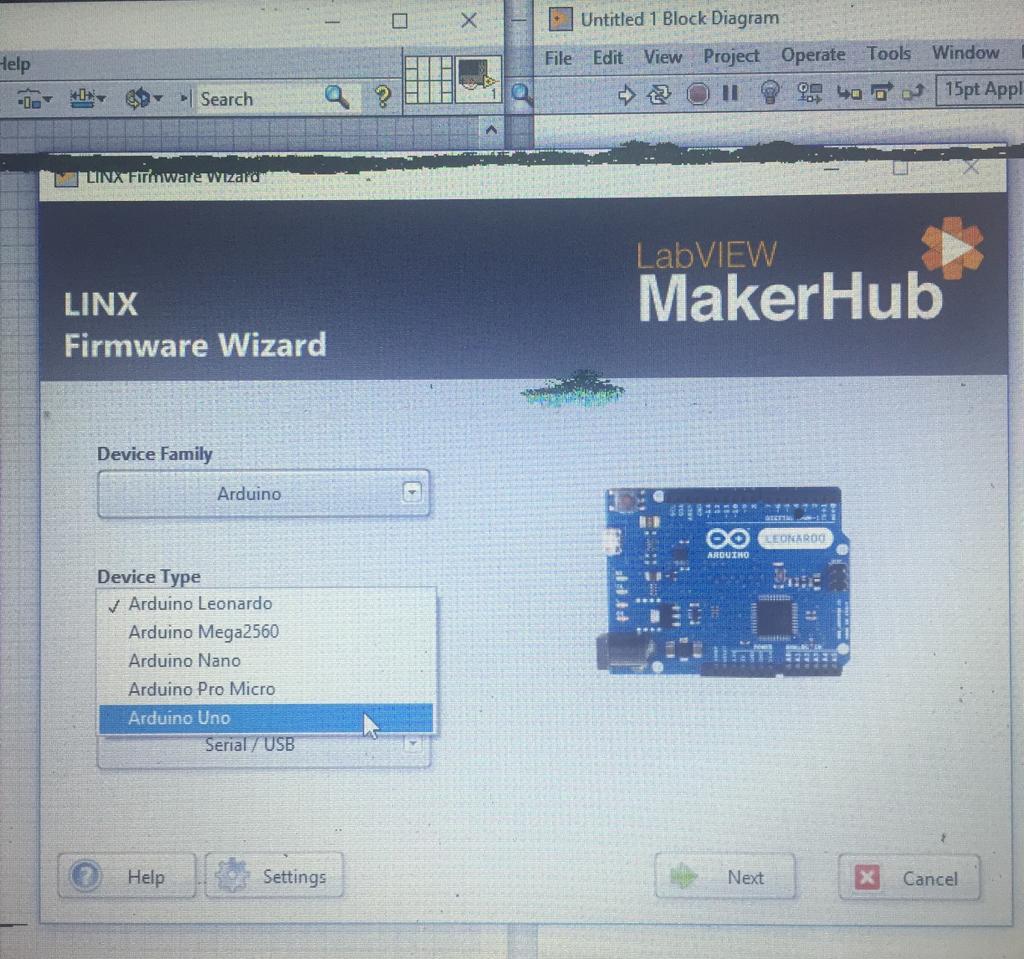 Untitled 1 Block Diagram
Help
File Edit View Project Operate Tools Window
Search
?
1
15pt Appl
LINX Firmware Wizard
LabVIEW
MakerHub
LINX
Firmware Wizard
Device Family
Arduino
Device Type
✓ Arduino Leonardo
Arduino Mega2560
Arduino Nano
Arduino Pro Micro
Arduino Uno
Serial / USB
ARDUINO
LEONARDO
? Help
Settings
Next
Cancel